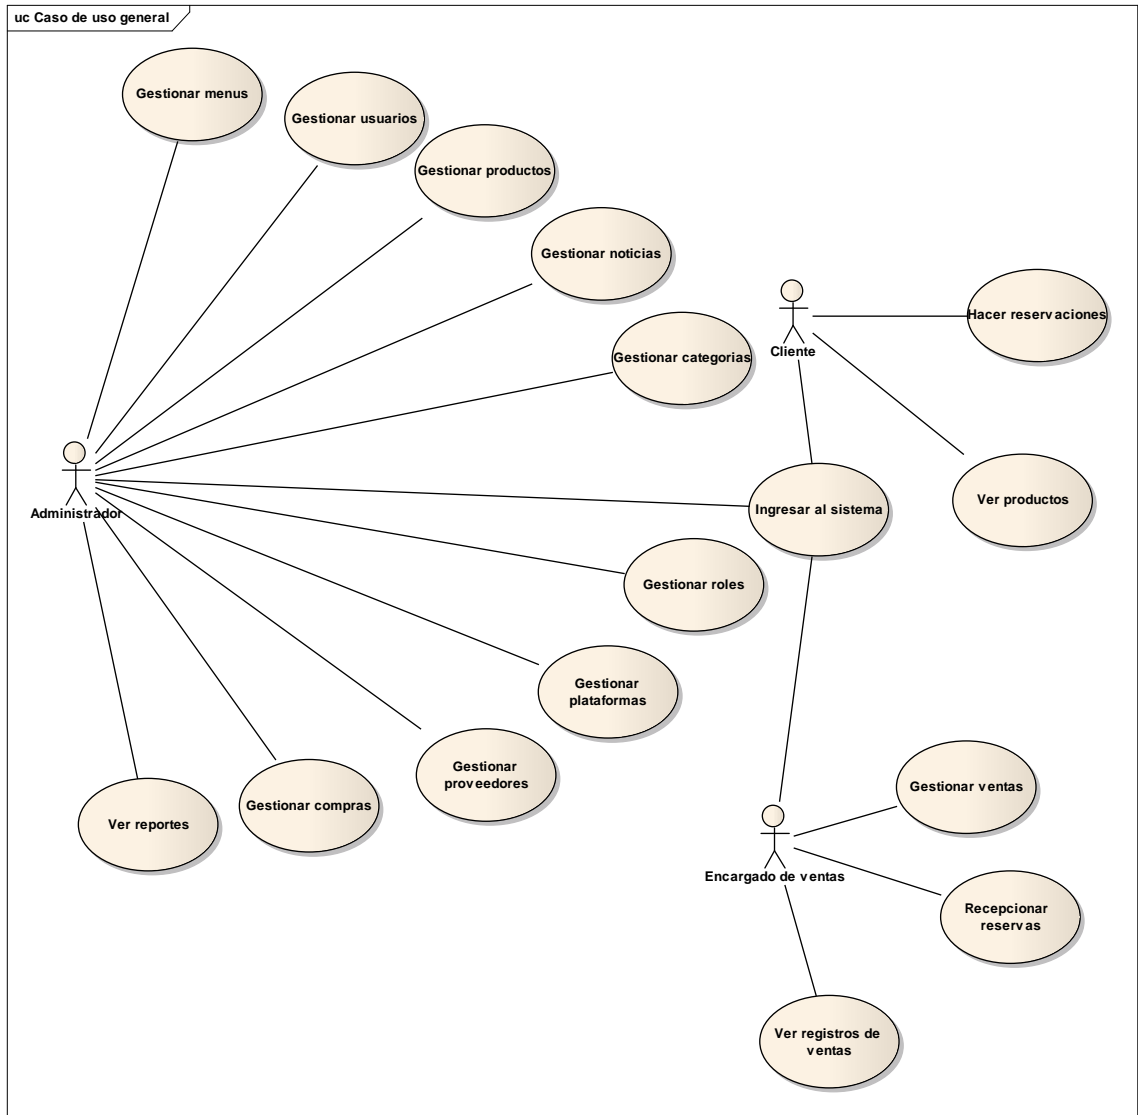 uc Caso de uso general
Gestionar menus
Gestionar usuarios
Gestionar productos
Gestionar noticias
Cliente
Hacer reservaciones
Gestionar categorias
Administrador
Ingresar al sistema
Ver productos
Gestionar roles
Gestionar
plataformas
Gestionar
proveedores
Gestionar compras
Ver reportes
Gestionar ventas
Encargado de ventas
Recepcionar
reservas
Ver registros de
ventas